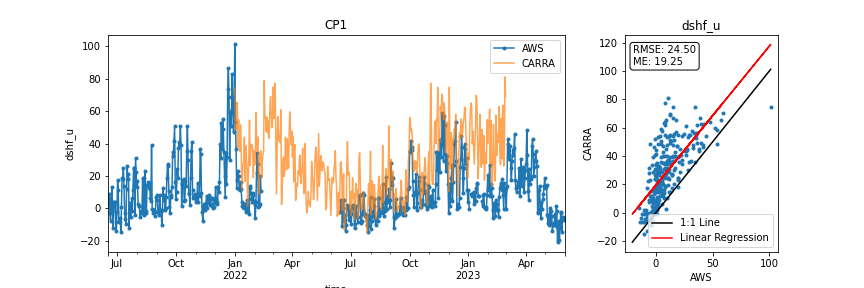 CP1
dshf_u
100
80
60
40
20
0
−20
dshf_u
AWS
CARRA
Jul
Oct
Jan
2022
Apr
Jul
Oct
Jan
2023
Apr
time
120
100
80
60
40
20
0
−20
CARRA
RMSE: 24.50
ME: 19.25
1:1 Line
Linear Regression
0
50
100
AWS